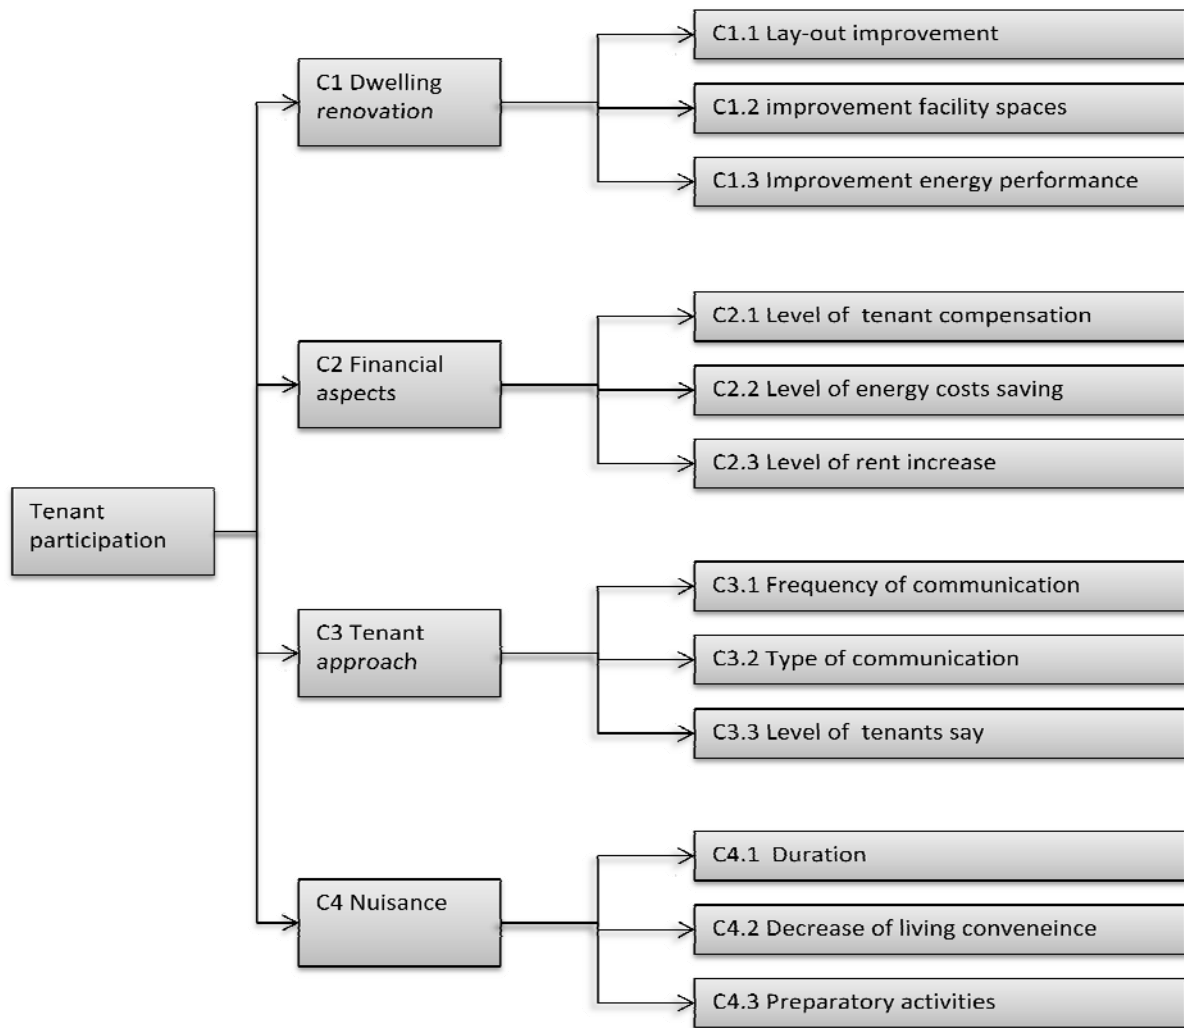 C1.1 Lay-out improvement
C1 Dwelling
renovation
C1.2 improvement facility spaces
C1.3 Improvement energy performance
C2.1 Level of  tenant compensation
C2 Financial
aspects
C2.2 Level of energy costs saving
C2.3 Level of rent increase
Tenant
participation
C3.1 Frequency of communication
C3 Tenant
approach
C3.2 Type of communication
C3.3 Level of  tenants say
C4.1  Duration
C4 Nuisance
C4.2 Decrease of living conveneince
C4.3 Preparatory activities